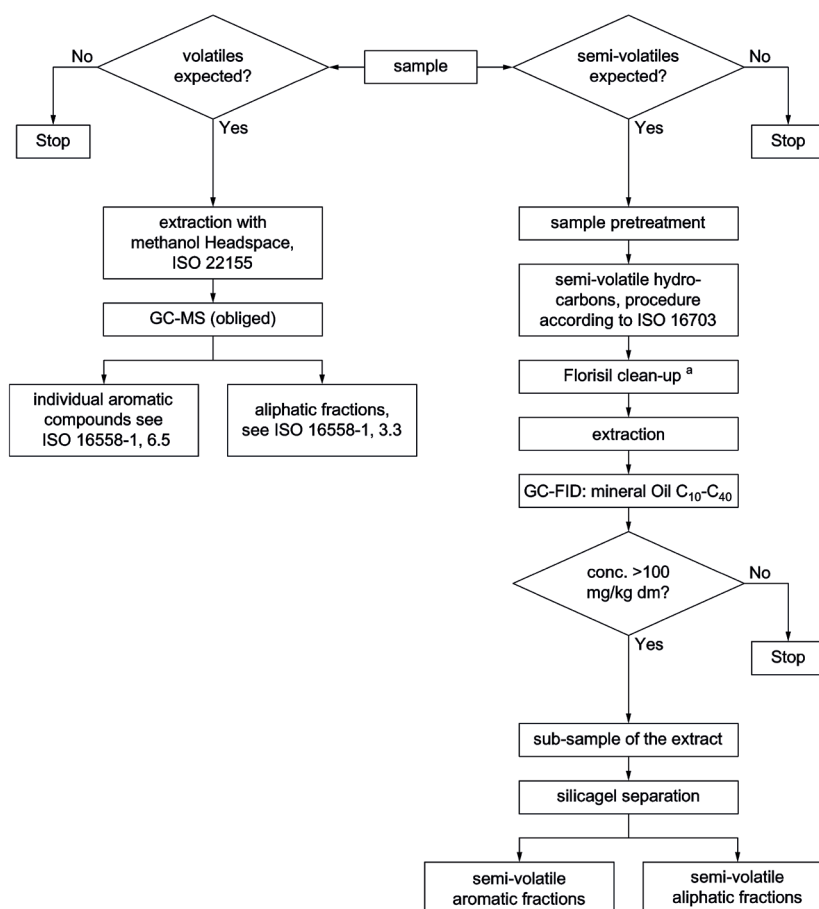 No
volatiles
expected?
sample
semi-volatiles
expected?
No
Stop
Yes
Yes
Stop
extraction with
methanol Headspace,
ISO 22155
GC-MS (obliged)
individual aromatic
compounds see
ISO 16558-1, 6.5
aliphatic fractions,
see ISO 16558-1, 3.3
sample pretreatment
semi-volatile hydro-
carbons, procedure
according to ISO 16703
Florisil clean-up a
extraction
GC-FID: mineral Oil C10-C40
conc. >100
mg/kg dm?
No
Yes
Stop
sub-sample of the extract
silicagel separation
semi-volatile
aromatic fractions
semi-volatile
aliphatic fractions